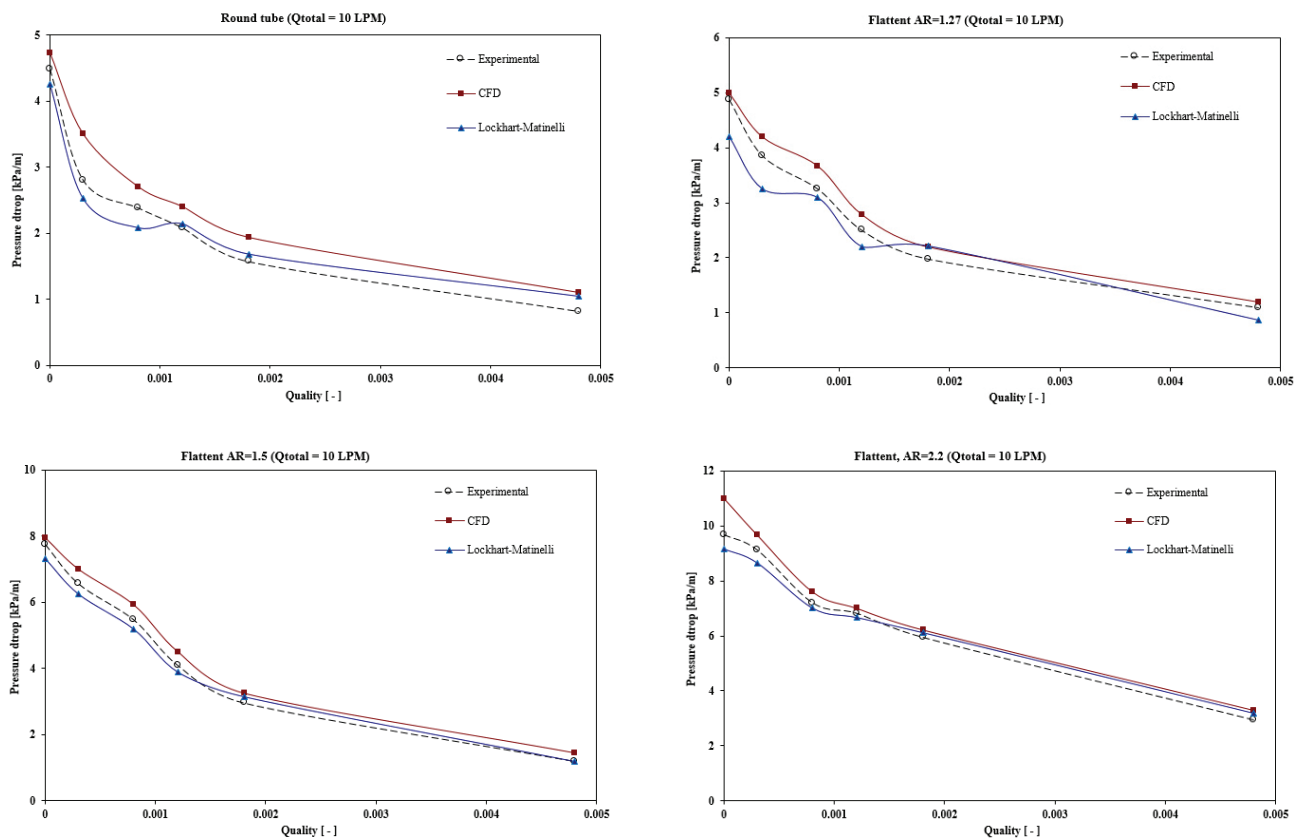 Round tube (Qtotal = 10 LPM)
5
4
3
2
1
0
Pressure dtrop [kPa/m]
0 0.001 0.002 0.003 0.004 0.005
Quality [ - ]
Experimental
CFD
Lockhart-Matinelli
Flattent AR=1.27 (Qtotal = 10 LPM)
6
5
4
3
2
1
0
Pressure dtrop [kPa/m]
0 0.001 0.002 0.003 0.004 0.005
Quality [ - ]
Experimental
CFD
Lockhart-Matinelli
Flattent AR=1.5 (Qtotal = 10 LPM)
10
8
6
4
2
0
Pressure dtrop [kPa/m]
0 0.001 0.002 0.003 0.004 0.005
Quality [ - ]
Experimental
CFD
Lockhart-Matinelli
Flattent, AR=2.2 (Qtotal = 10 LPM)
12
10
8
6
4
2
0
Pressure dtrop [kPa/m]
0 0.001 0.002 0.003 0.004 0.005
Quality [ - ]
Experimental
CFD
Lockhart-Matinelli